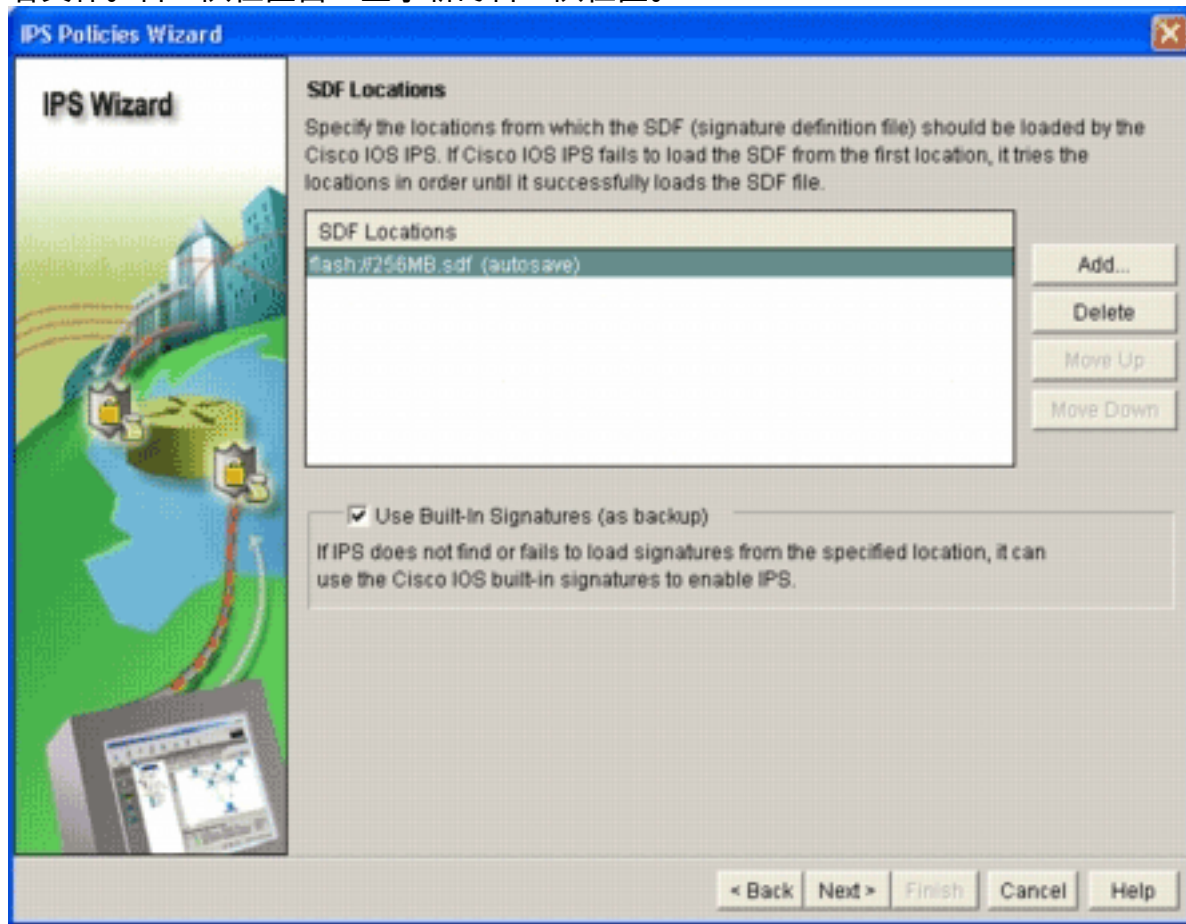 IPS Policies Wizard
IPS Wizard
SDF Locations
Specify the locations from which the SDF (signature definition file) should be loaded by the
Cisco IOS IPS. If Cisco IOS IPS fails to load the SDF from the first location, it tries the
locations in order until it successfully loads the SDF file.
SDF Locations
flash://256MB.sdf (autosave)
Add...
Delete
Move Up
Move Down
Use Built-In Signatures (as backup)
If IPS does not find or fails to load signatures from the specified location, it can
use the Cisco IOS built-in signatures to enable IPS.
< Back
Next >
Finish
Cancel
Help